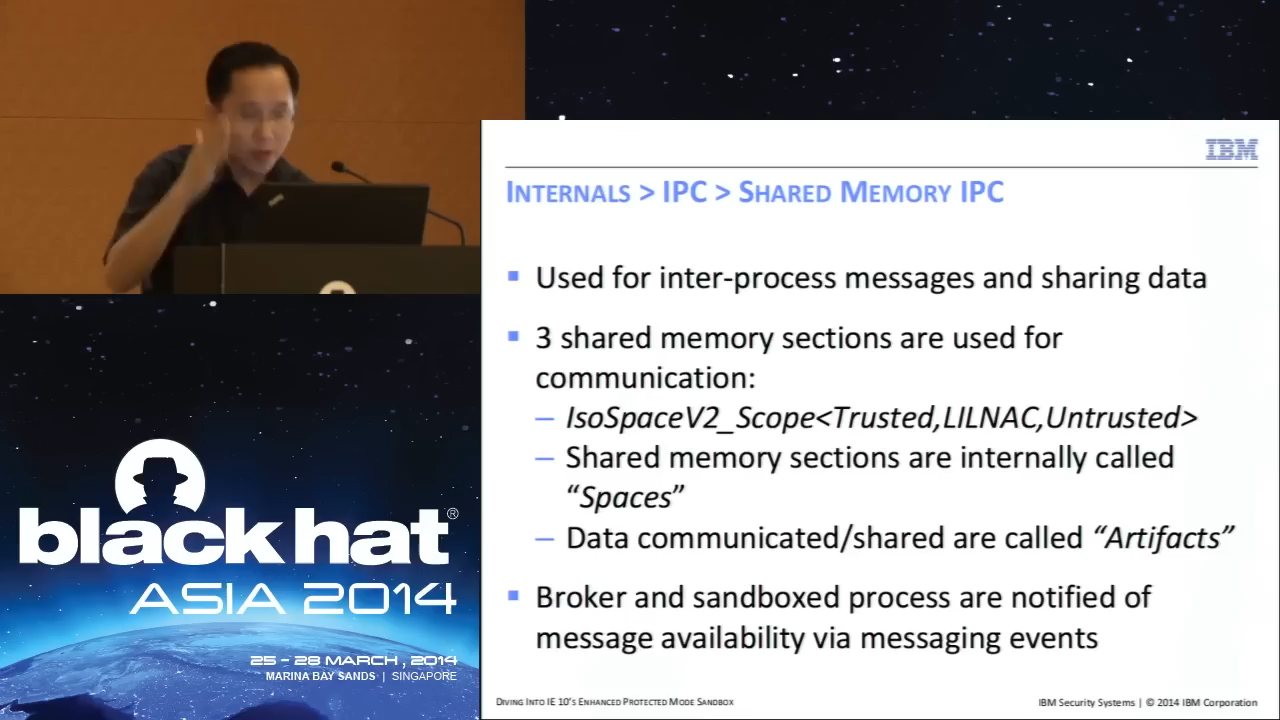 IBM
INTERNALS > IPC > SHARED MEMORY IPC
▪ Used for inter-process messages and sharing data
▪ 3 shared memory sections are used for
communication:
– IsoSpaceV2_Scope<Trusted,LILNAC,Untrusted>
– Shared memory sections are internally called
“Spaces”
– Data communicated/shared are called “Artifacts”
▪ Broker and sandboxed process are notified of
message availability via messaging events
DIVING INTO IE 10'S ENHANCED PROTECTED MODE SANDBOX
IBM Security Systems | © 2014 IBM Corporation
black hat®
ASIA 2014
25 - 28 MARCH, 2014
MARINA BAY SANDS | SINGAPORE